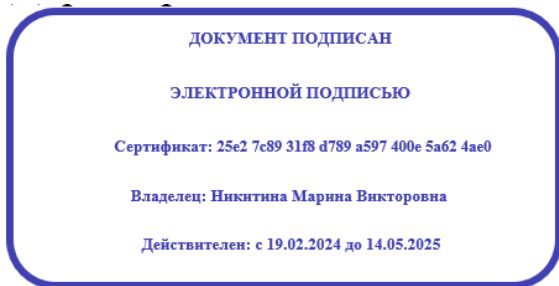 ДОКУМЕНТ ПОДПИСАН
ЭЛЕКТРОННОЙ ПОДПИСЬЮ
Сертификат: 25e2 7c89 31f8 d789 a597 400e 5a62 4ae0
Владелец: Никитина Марина Викторовна
Действителен: с 19.02.2024 до 14.05.2025